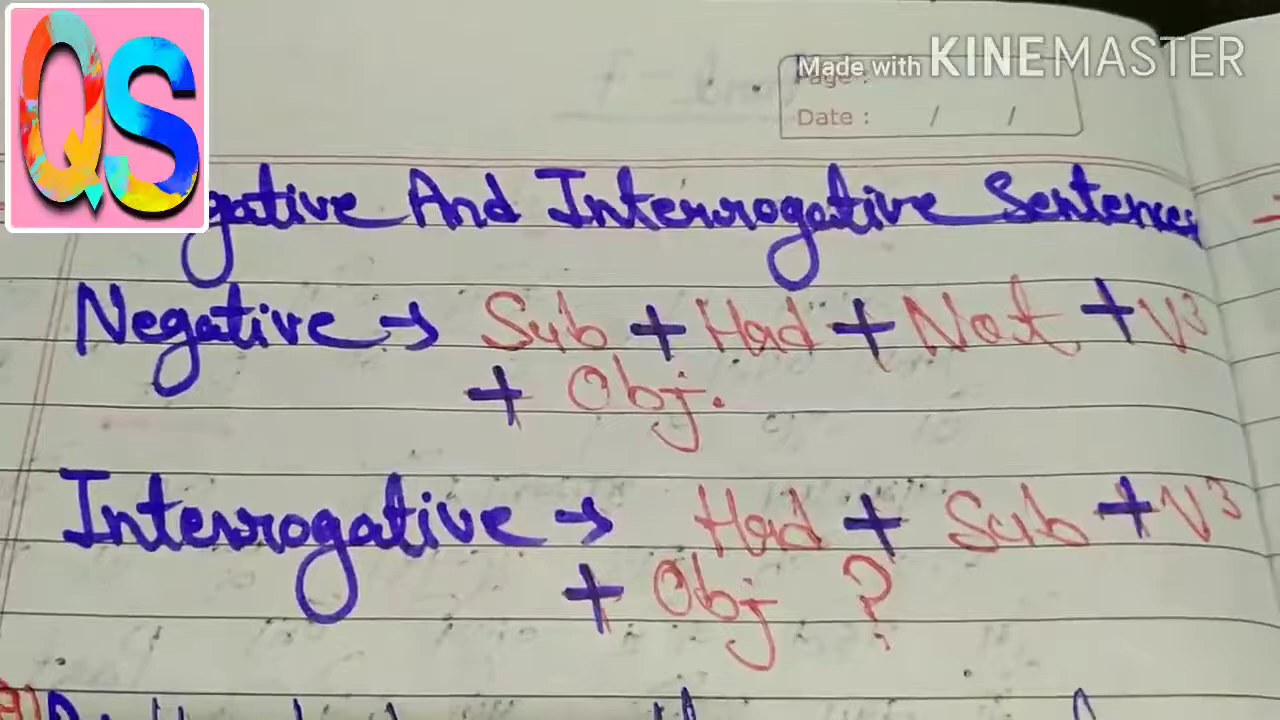 QS
Made with KINEMASTER
Page :
Date : / /
gative And Interrogative Sentences
Negative → Sub + Had + Not + V³
+ Obj.
Interrogative → Had + Sub + V³
+ Obj ?